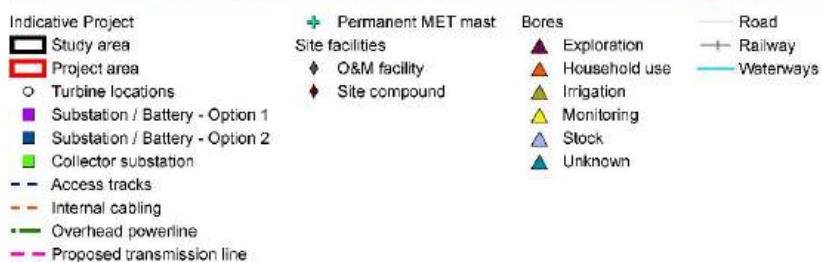 Indicative Project
Study area
Project area
Turbine locations
Substation / Battery - Option 1
Substation / Battery - Option 2
Collector substation
Access tracks
Internal cabling
Overhead powerline
Proposed transmission line
Permanent MET mast
Site facilities
O&M facility
Site compound
Bores
Exploration
Household use
Irrigation
Monitoring
Stock
Unknown
Road
Railway
Waterways